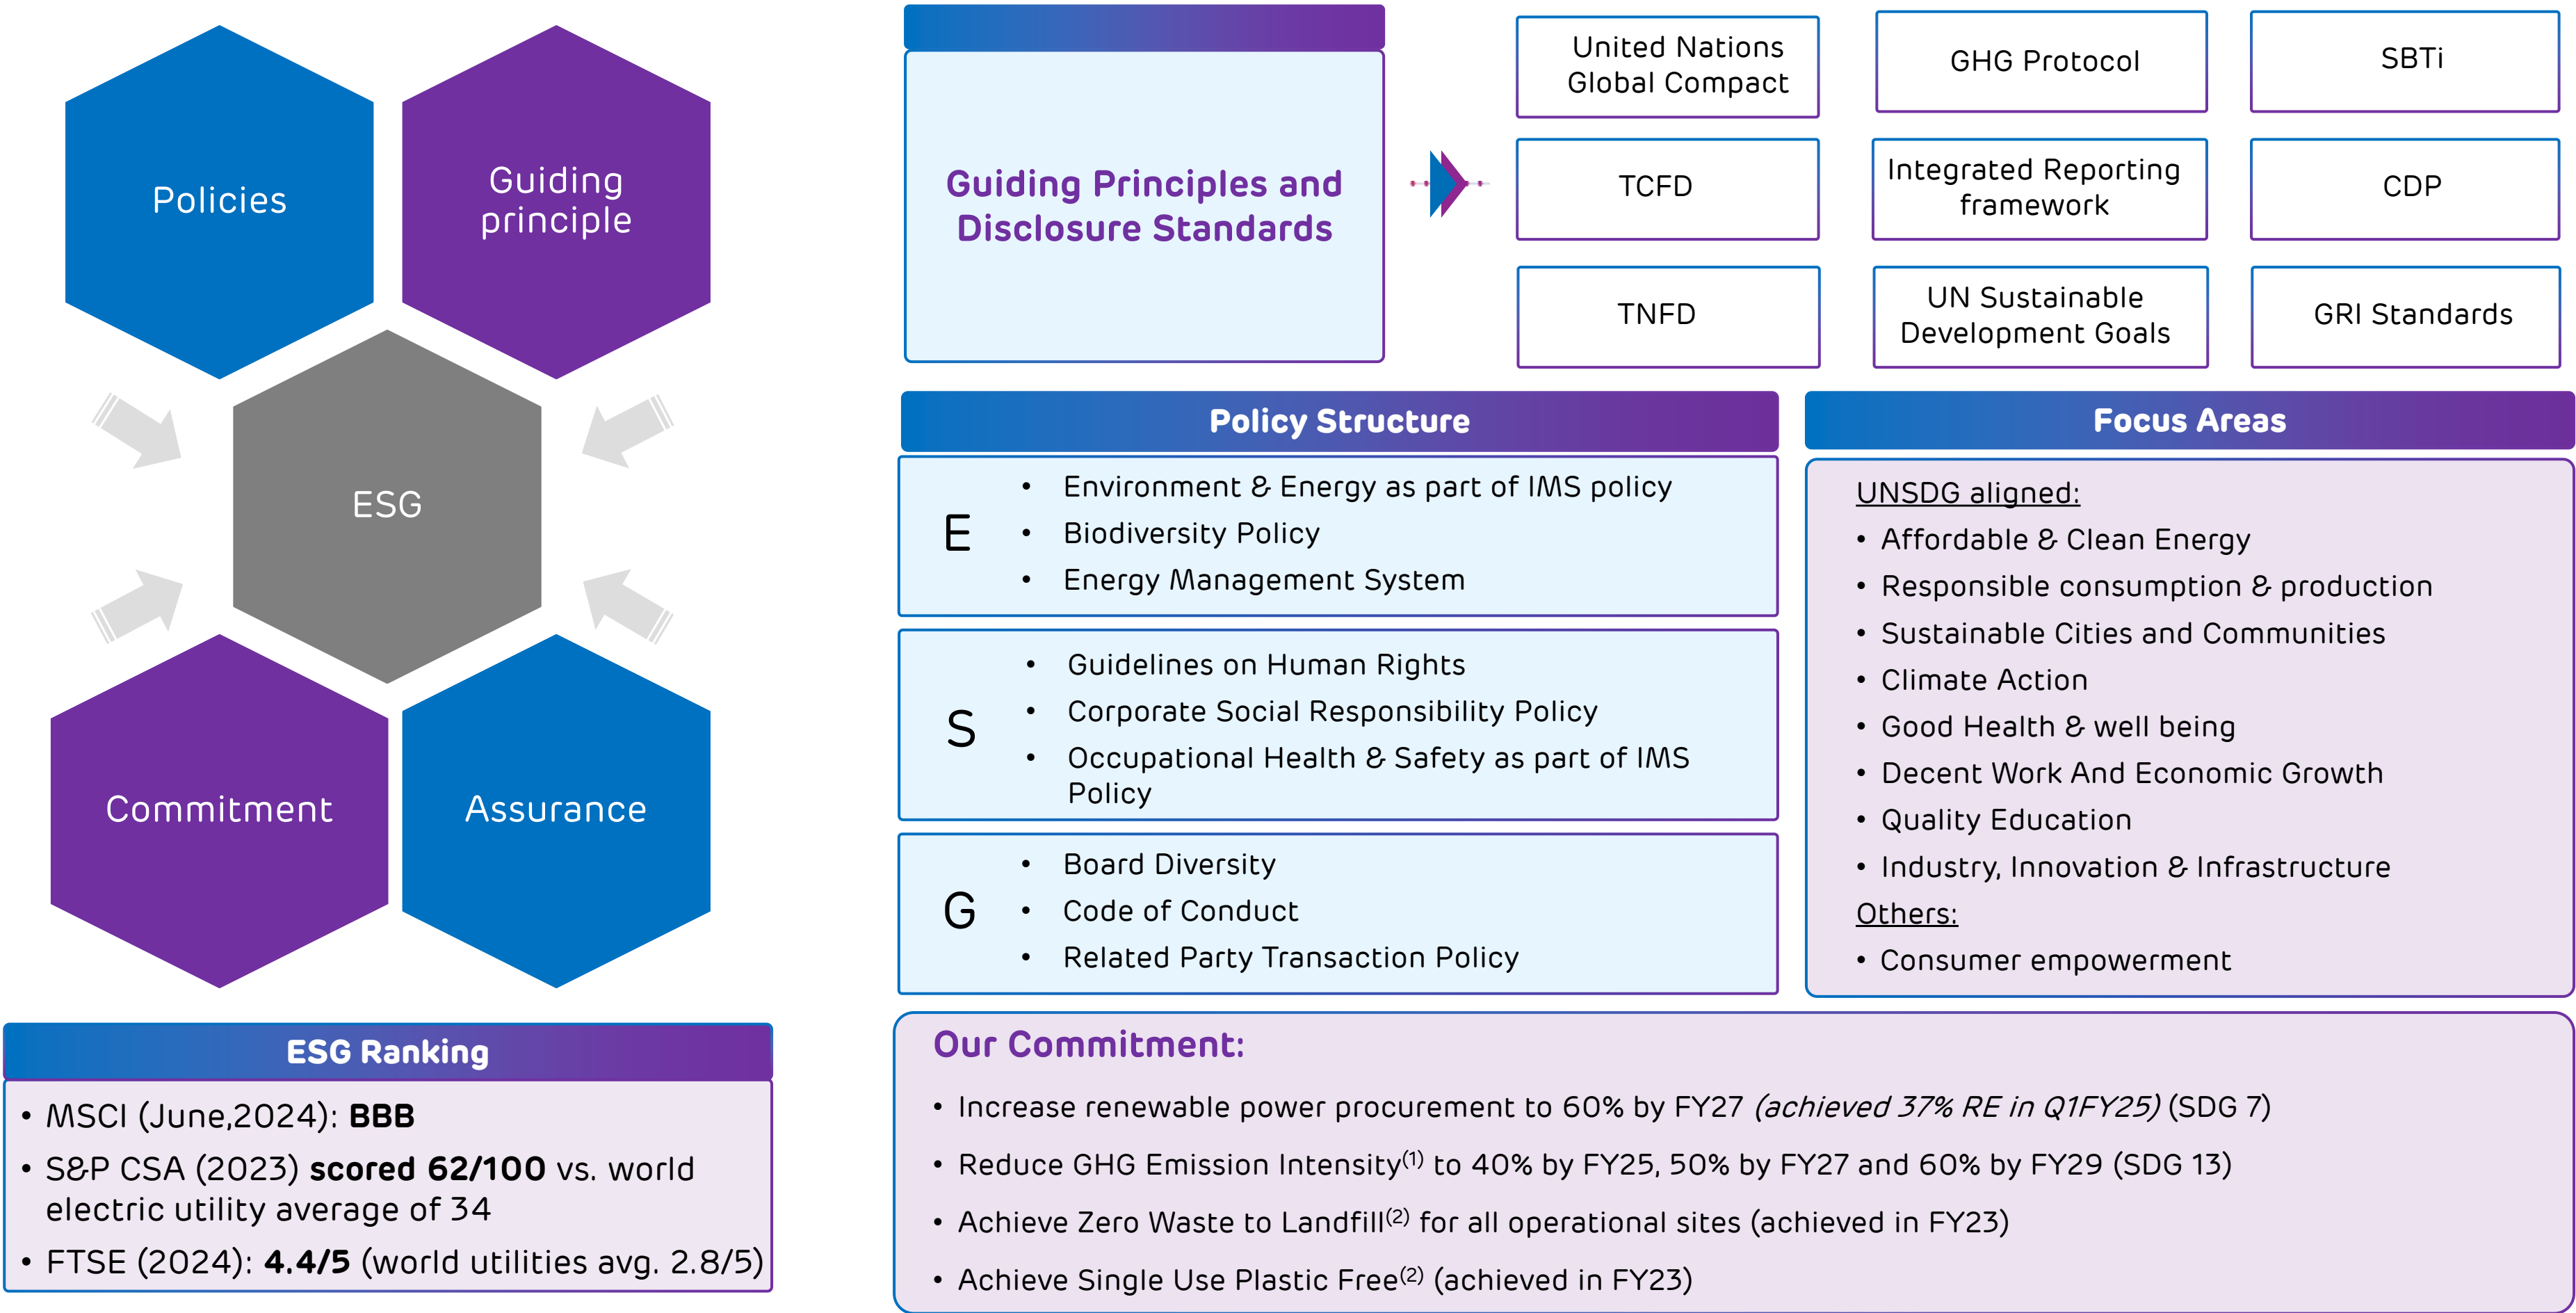 Policies
Guiding
principle
ESG
Commitment
Assurance
ESG Ranking
• MSCI (June,2024): BBB
• S&P CSA (2023) scored 62/100 vs. world
electric utility average of 34
• FTSE (2024): 4.4/5 (world utilities avg. 2.8/5)
Guiding Principles and
Disclosure Standards
United Nations
Global Compact
GHG Protocol
SBTi
TCFD
Integrated Reporting
framework
CDP
TNFD
UN Sustainable
Development Goals
GRI Standards
Policy Structure
E
• Environment & Energy as part of IMS policy
• Biodiversity Policy
• Energy Management System
S
• Guidelines on Human Rights
• Corporate Social Responsibility Policy
• Occupational Health & Safety as part of IMS
Policy
G
• Board Diversity
• Code of Conduct
• Related Party Transaction Policy
Focus Areas
UNSDG aligned:
• Affordable & Clean Energy
• Responsible consumption & production
• Sustainable Cities and Communities
• Climate Action
• Good Health & well being
• Decent Work And Economic Growth
• Quality Education
• Industry, Innovation & Infrastructure
Others:
• Consumer empowerment
Our Commitment:
• Increase renewable power procurement to 60% by FY27 (achieved 37% RE in Q1FY25) (SDG 7)
• Reduce GHG Emission Intensity(1) to 40% by FY25, 50% by FY27 and 60% by FY29 (SDG 13)
• Achieve Zero Waste to Landfill(2) for all operational sites (achieved in FY23)
• Achieve Single Use Plastic Free(2) (achieved in FY23)